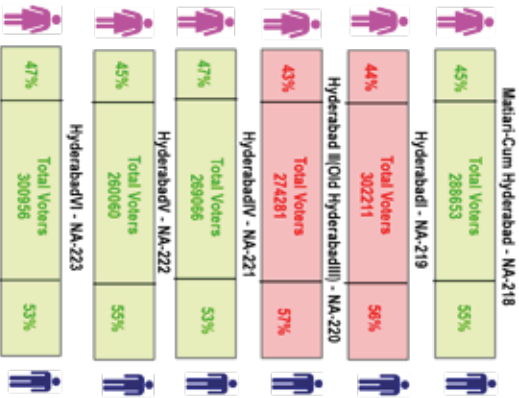 Matiari-Cum Hyderabad - NA-218
45%
Total Voters
288653
55%
HyderabadI - NA-219
44%
Total Voters
302211
56%
Hyderabad II(Old HyderabadIII) - NA-220
43%
Total Voters
274281
57%
HyderabadIV - NA-221
47%
Total Voters
269066
53%
HyderabadV - NA-222
45%
Total Voters
260060
55%
HyderabadVI - NA-223
47%
Total Voters
300956
53%